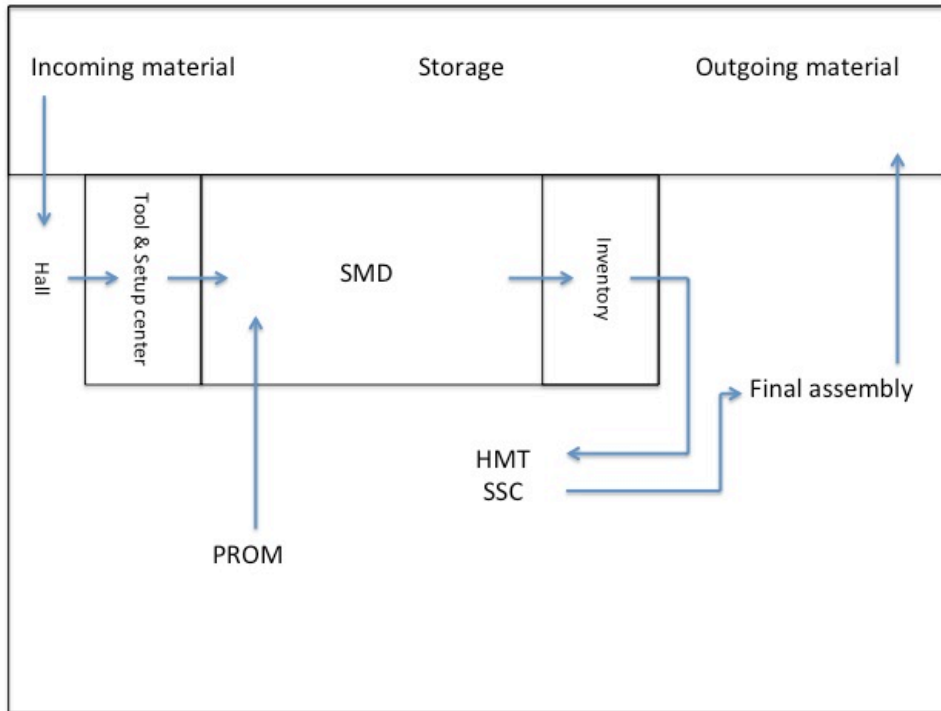 Incoming material
Storage
Outgoing material
Hall
Tool & Setup center
SMD
Inventory
Final assembly
HMT
SSC
PROM